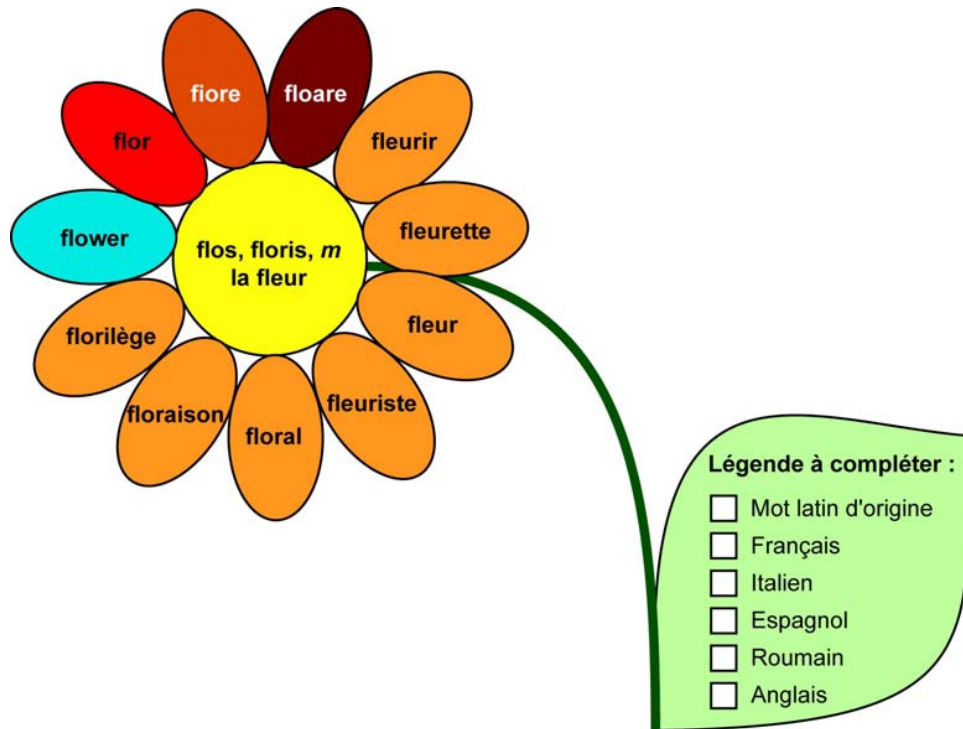 fiore
floare
flor
fleurir
flower
fleurette
flos, floris, m
la fleur
fleur
florilège
fleuriste
floraison
floral
Légende à compléter :
Mot latin d'origine
Français
Italien
Espagnol
Roumain
Anglais